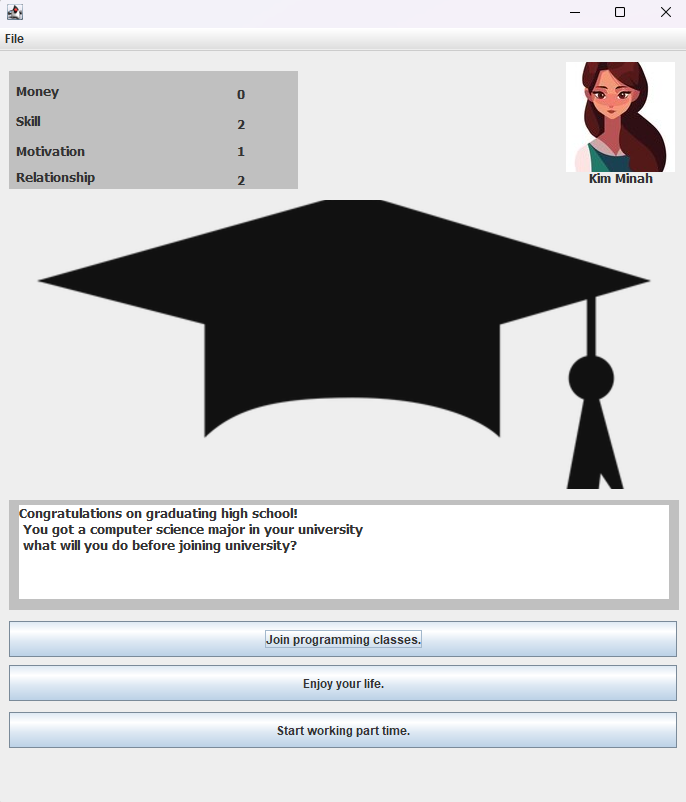 File
Money 0
Skill 2
Motivation 1
Relationship 2
Kim Minah
Congratulations on graduating high school!
You got a computer science major in your university
what will you do before joining university?
Join programming classes.
Enjoy your life.
Start working part time.